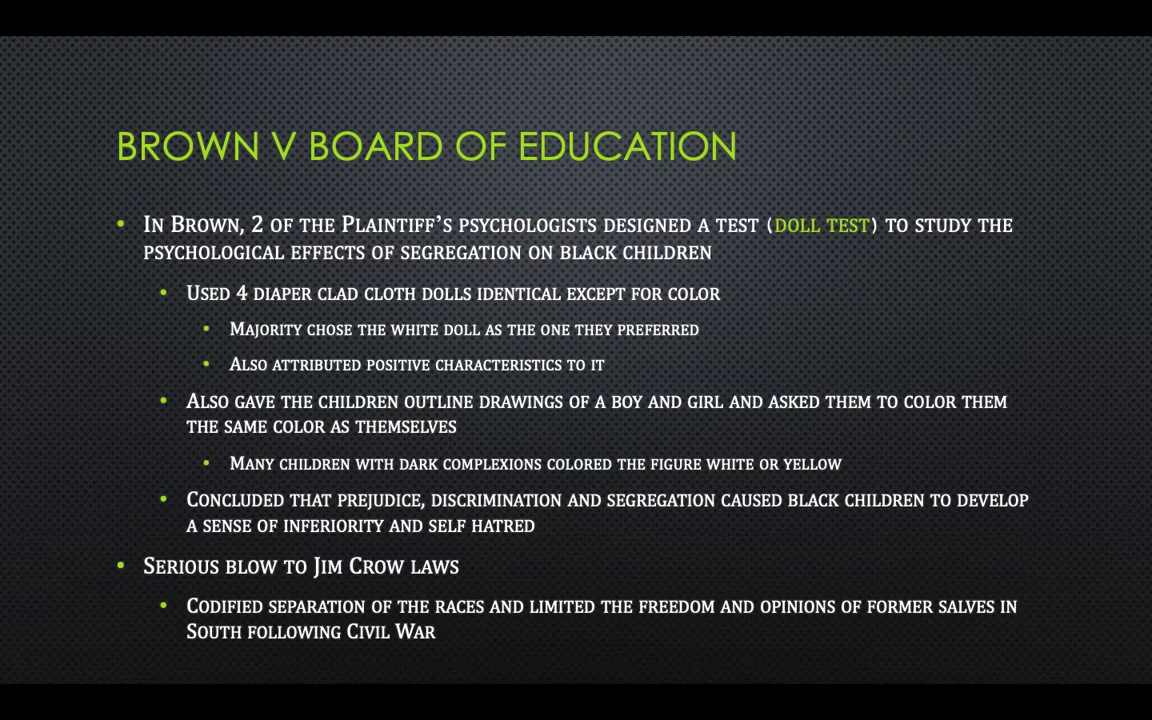 BROWN V BOARD OF EDUCATION
• In Brown, 2 of the Plaintiff’s psychologists designed a test (doll test) to study the
psychological effects of segregation on black children
• Used 4 diaper clad cloth dolls identical except for color
• Majority chose the white doll as the one they preferred
• Also attributed positive characteristics to it
• Also gave the children outline drawings of a boy and girl and asked them to color them
the same color as themselves
• Many children with dark complexions colored the figure white or yellow
• Concluded that prejudice, discrimination and segregation caused black children to develop
a sense of inferiority and self hatred
• Serious blow to Jim Crow laws
• Codified separation of the races and limited the freedom and opinions of former salves in
South following Civil War